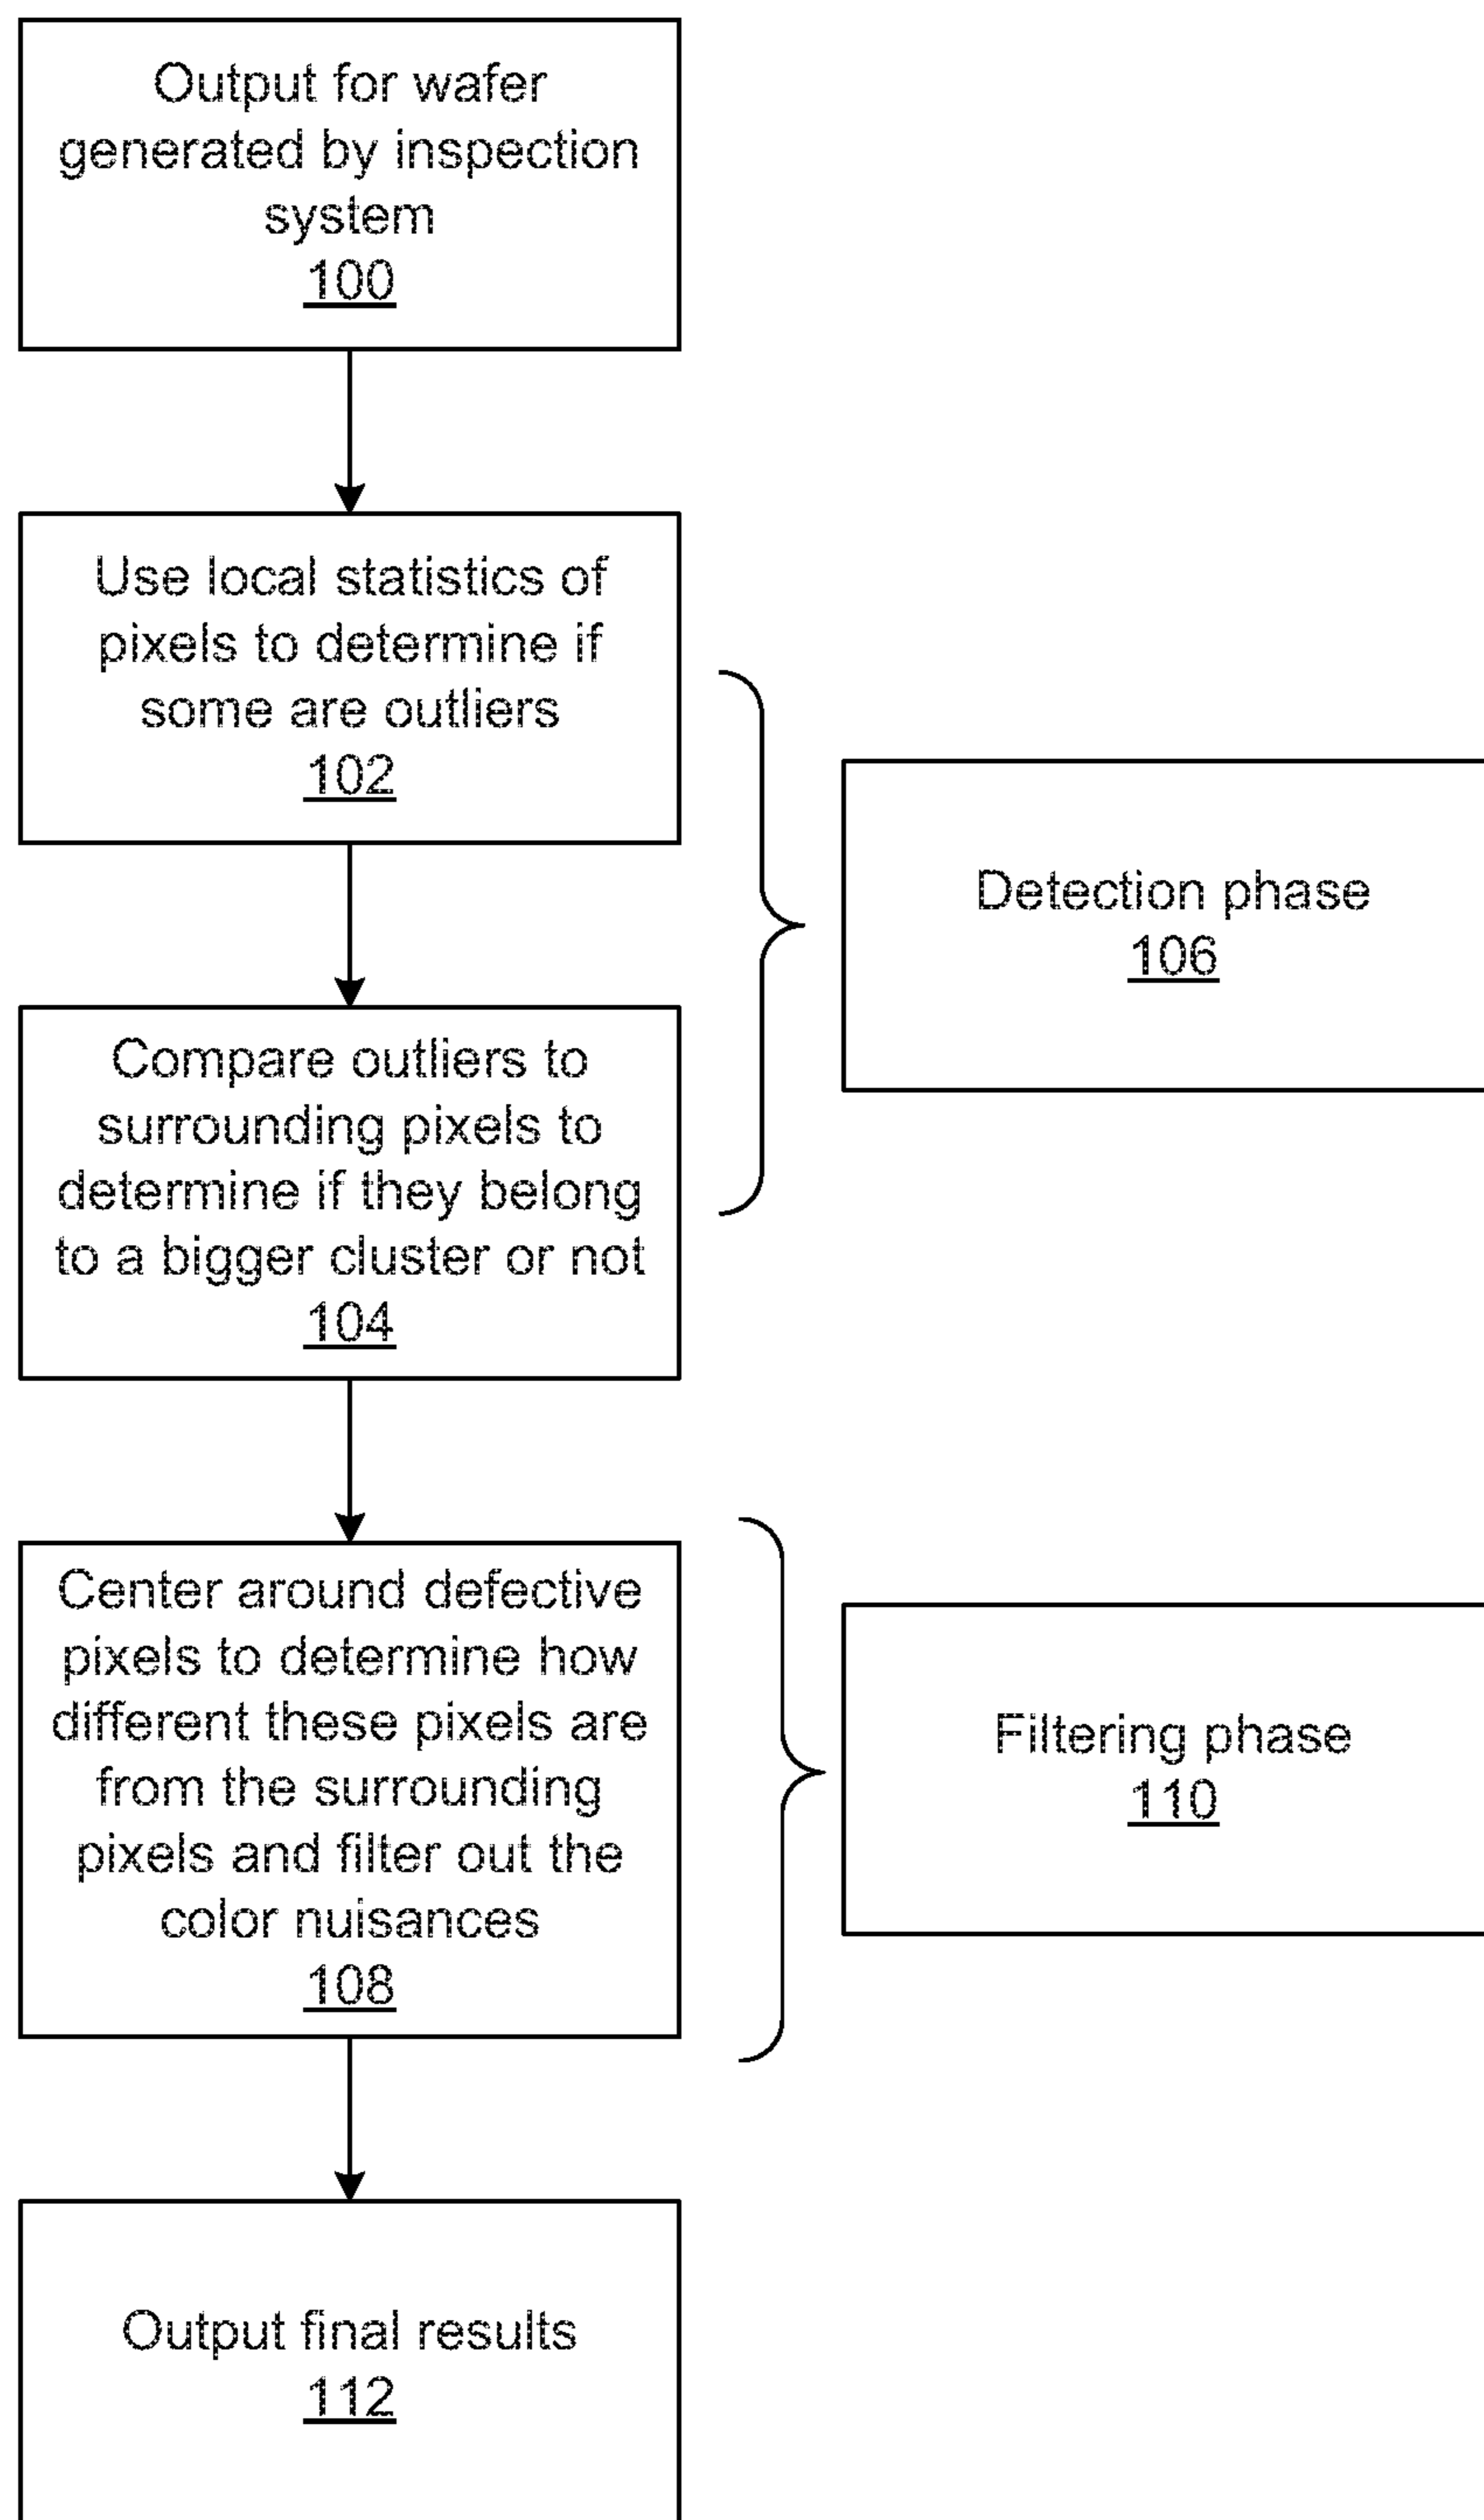 Output for wafer
generated by inspection
system
100
Use local statistics of
pixels to determine if
some are outliers
102
Detection phase
106
Compare outliers to
surrounding pixels to
determine if they belong
to a bigger cluster or not
104
Center around defective
pixels to determine how
different these pixels are
from the surrounding
pixels and filter out the
color nuisances
108
Filtering phase
110
Output final results
112